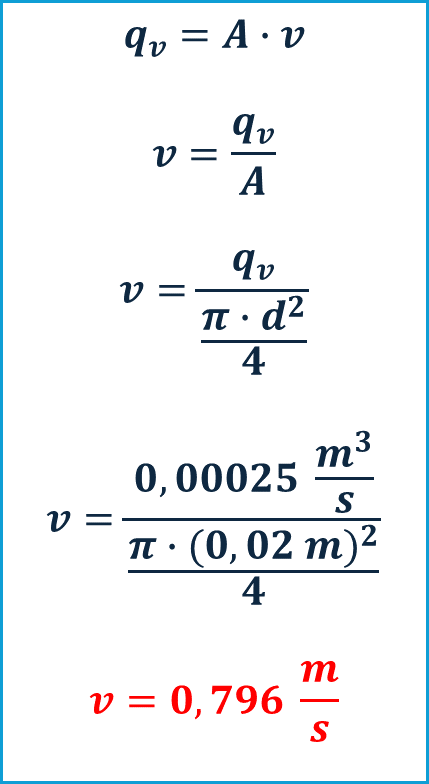 q_v = A · v
v = q_v / A
v = q_v / ((π · d²) / 4)
v = (0,00025 m³/s) / ((π · (0,02 m)²) / 4)
v = 0,796 m/s